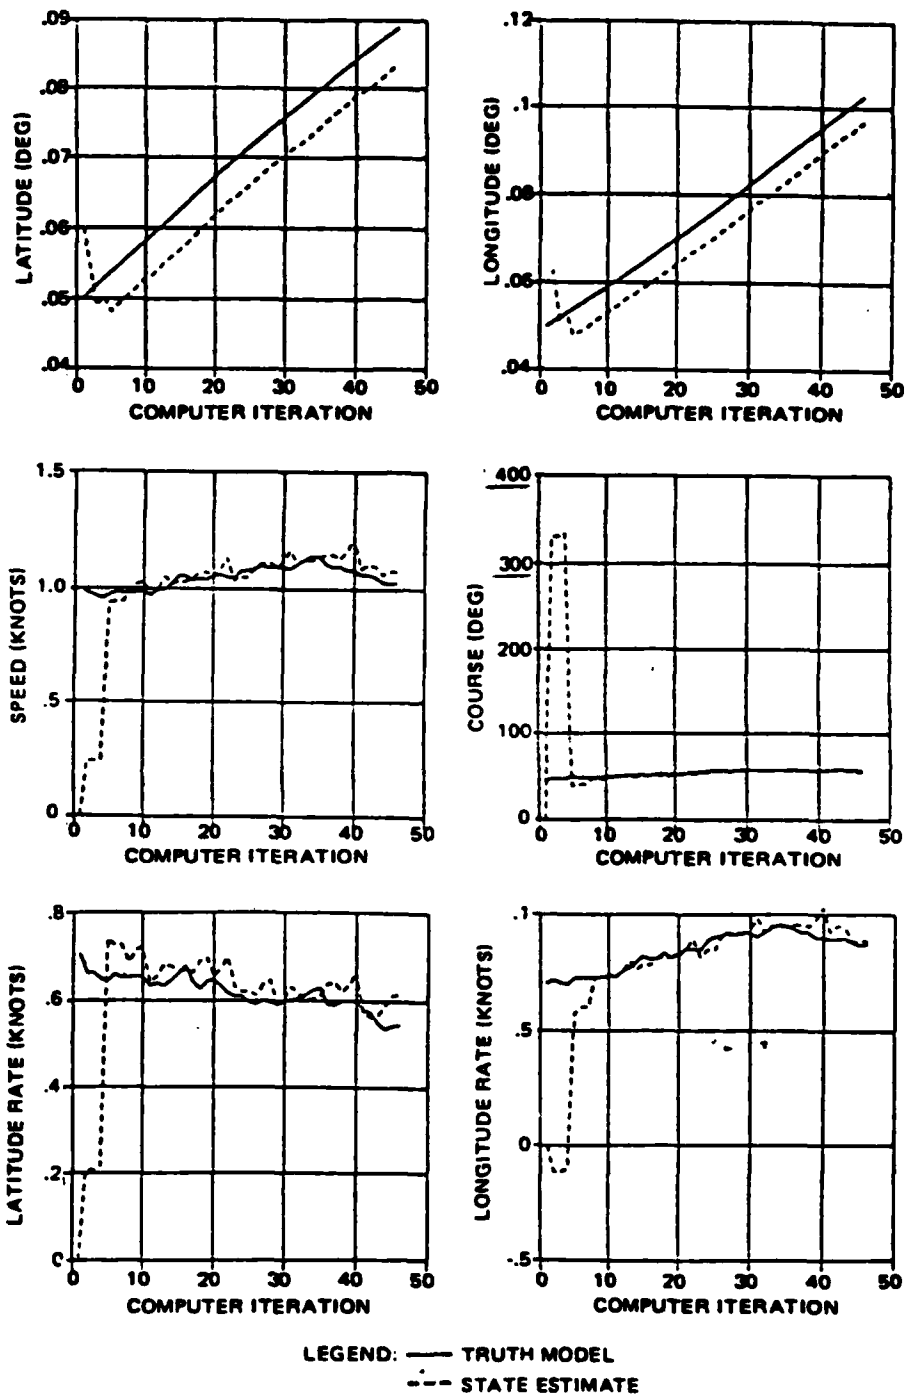 .09
.08
.07
.06
.05
.04
LATITUDE (DEG)
0 10 20 30 40 50
COMPUTER ITERATION
.12
.1
.08
.06
.04
LONGITUDE (DEG)
0 10 20 30 40 50
COMPUTER ITERATION
1.5
1.0
.5
0
SPEED (KNOTS)
0 10 20 30 40 50
COMPUTER ITERATION
400
300
200
100
0
COURSE (DEG)
0 10 20 30 40 50
COMPUTER ITERATION
.8
.6
.4
.2
0
LATITUDE RATE (KNOTS)
0 10 20 30 40 50
COMPUTER ITERATION
.1
.5
0
-.5
LONGITUDE RATE (KNOTS)
0 10 20 30 40 50
COMPUTER ITERATION
LEGEND: TRUTH MODEL
STATE ESTIMATE